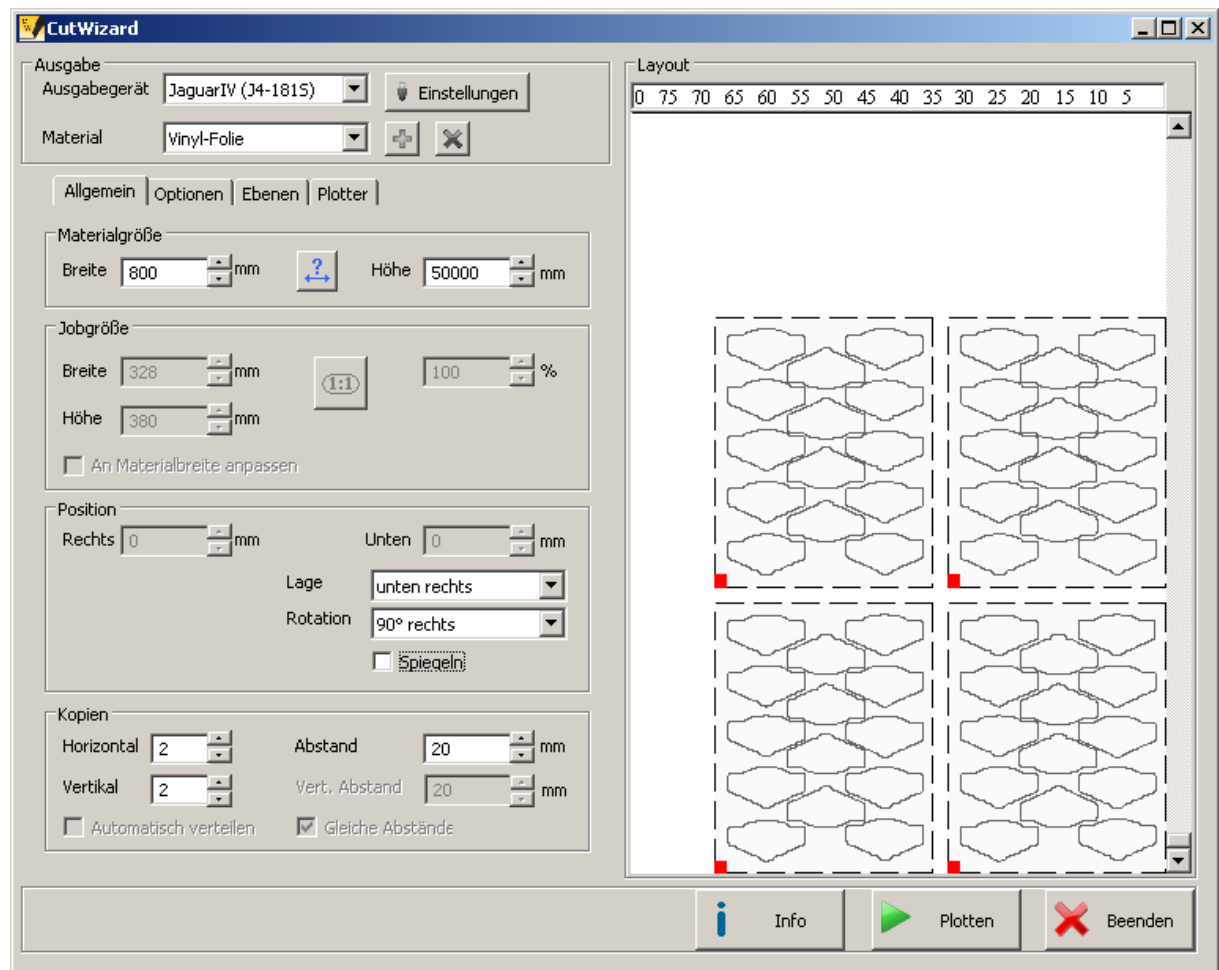 CutWizard
Ausgabe
Ausgabegerät JaguarIV (J4-181S) Einstellungen
Material Vinyl-Folie
Allgemein Optionen Ebenen Plotter
Materialgröße
Breite 800 mm ? Höhe 50000 mm
Jobgröße
Breite 328 mm (1:1) 100 %
Höhe 380 mm
An Materialbreite anpassen
Position
Rechts 0 mm Unten 0 mm
Lage unten rechts
Rotation 90° rechts
Spiegeln
Kopien
Horizontal 2 Abstand 20 mm
Vertikal 2 Vert. Abstand 20 mm
Automatisch verteilen Gleiche Abstände
Layout
0 75 70 65 60 55 50 45 40 35 30 25 20 15 10 5
i Info Plotten Beenden